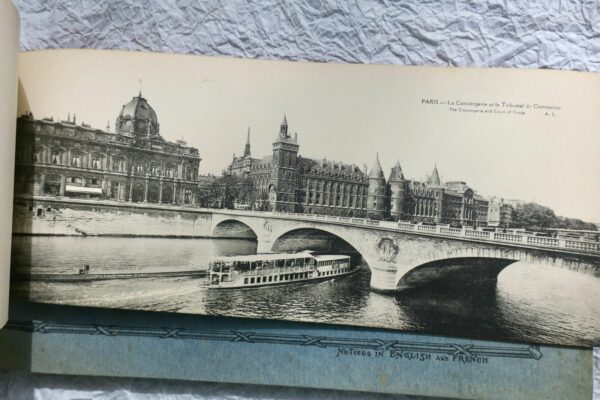 PARIS — La Conciergerie et le Tribunal de Commerce
The Conciergerie and Court of Trade
A. L.
NOTICES IN ENGLISH AND FRENCH